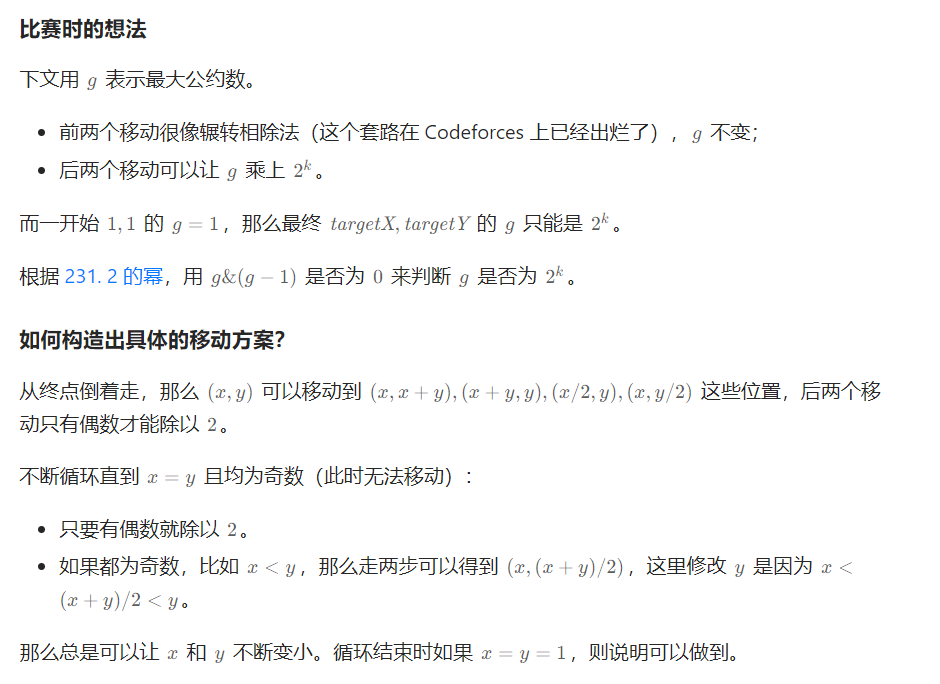 比赛时的想法
下文用 g 表示最大公约数。
• 前两个移动很像辗转相除法（这个套路在 Codeforces 上已经出烂了），g 不变；
• 后两个移动可以让 g 乘上 2^k。
而一开始 1, 1 的 g = 1，那么最终 targetX, targetY 的 g 只能是 2^k。
根据 231. 2 的幂，用 g&(g − 1) 是否为 0 来判断 g 是否为 2^k。
如何构造出具体的移动方案？
从终点倒着走，那么 (x, y) 可以移动到 (x, x + y), (x + y, y), (x/2, y), (x, y/2) 这些位置，后两个移
动只有偶数才能除以 2。
不断循环直到 x = y 且均为奇数（此时无法移动）：
• 只要有偶数就除以 2。
• 如果都为奇数，比如 x < y，那么走两步可以得到 (x, (x + y)/2)，这里修改 y 是因为 x <
(x + y)/2 < y。
那么总是可以让 x 和 y 不断变小。循环结束时如果 x = y = 1，则说明可以做到。